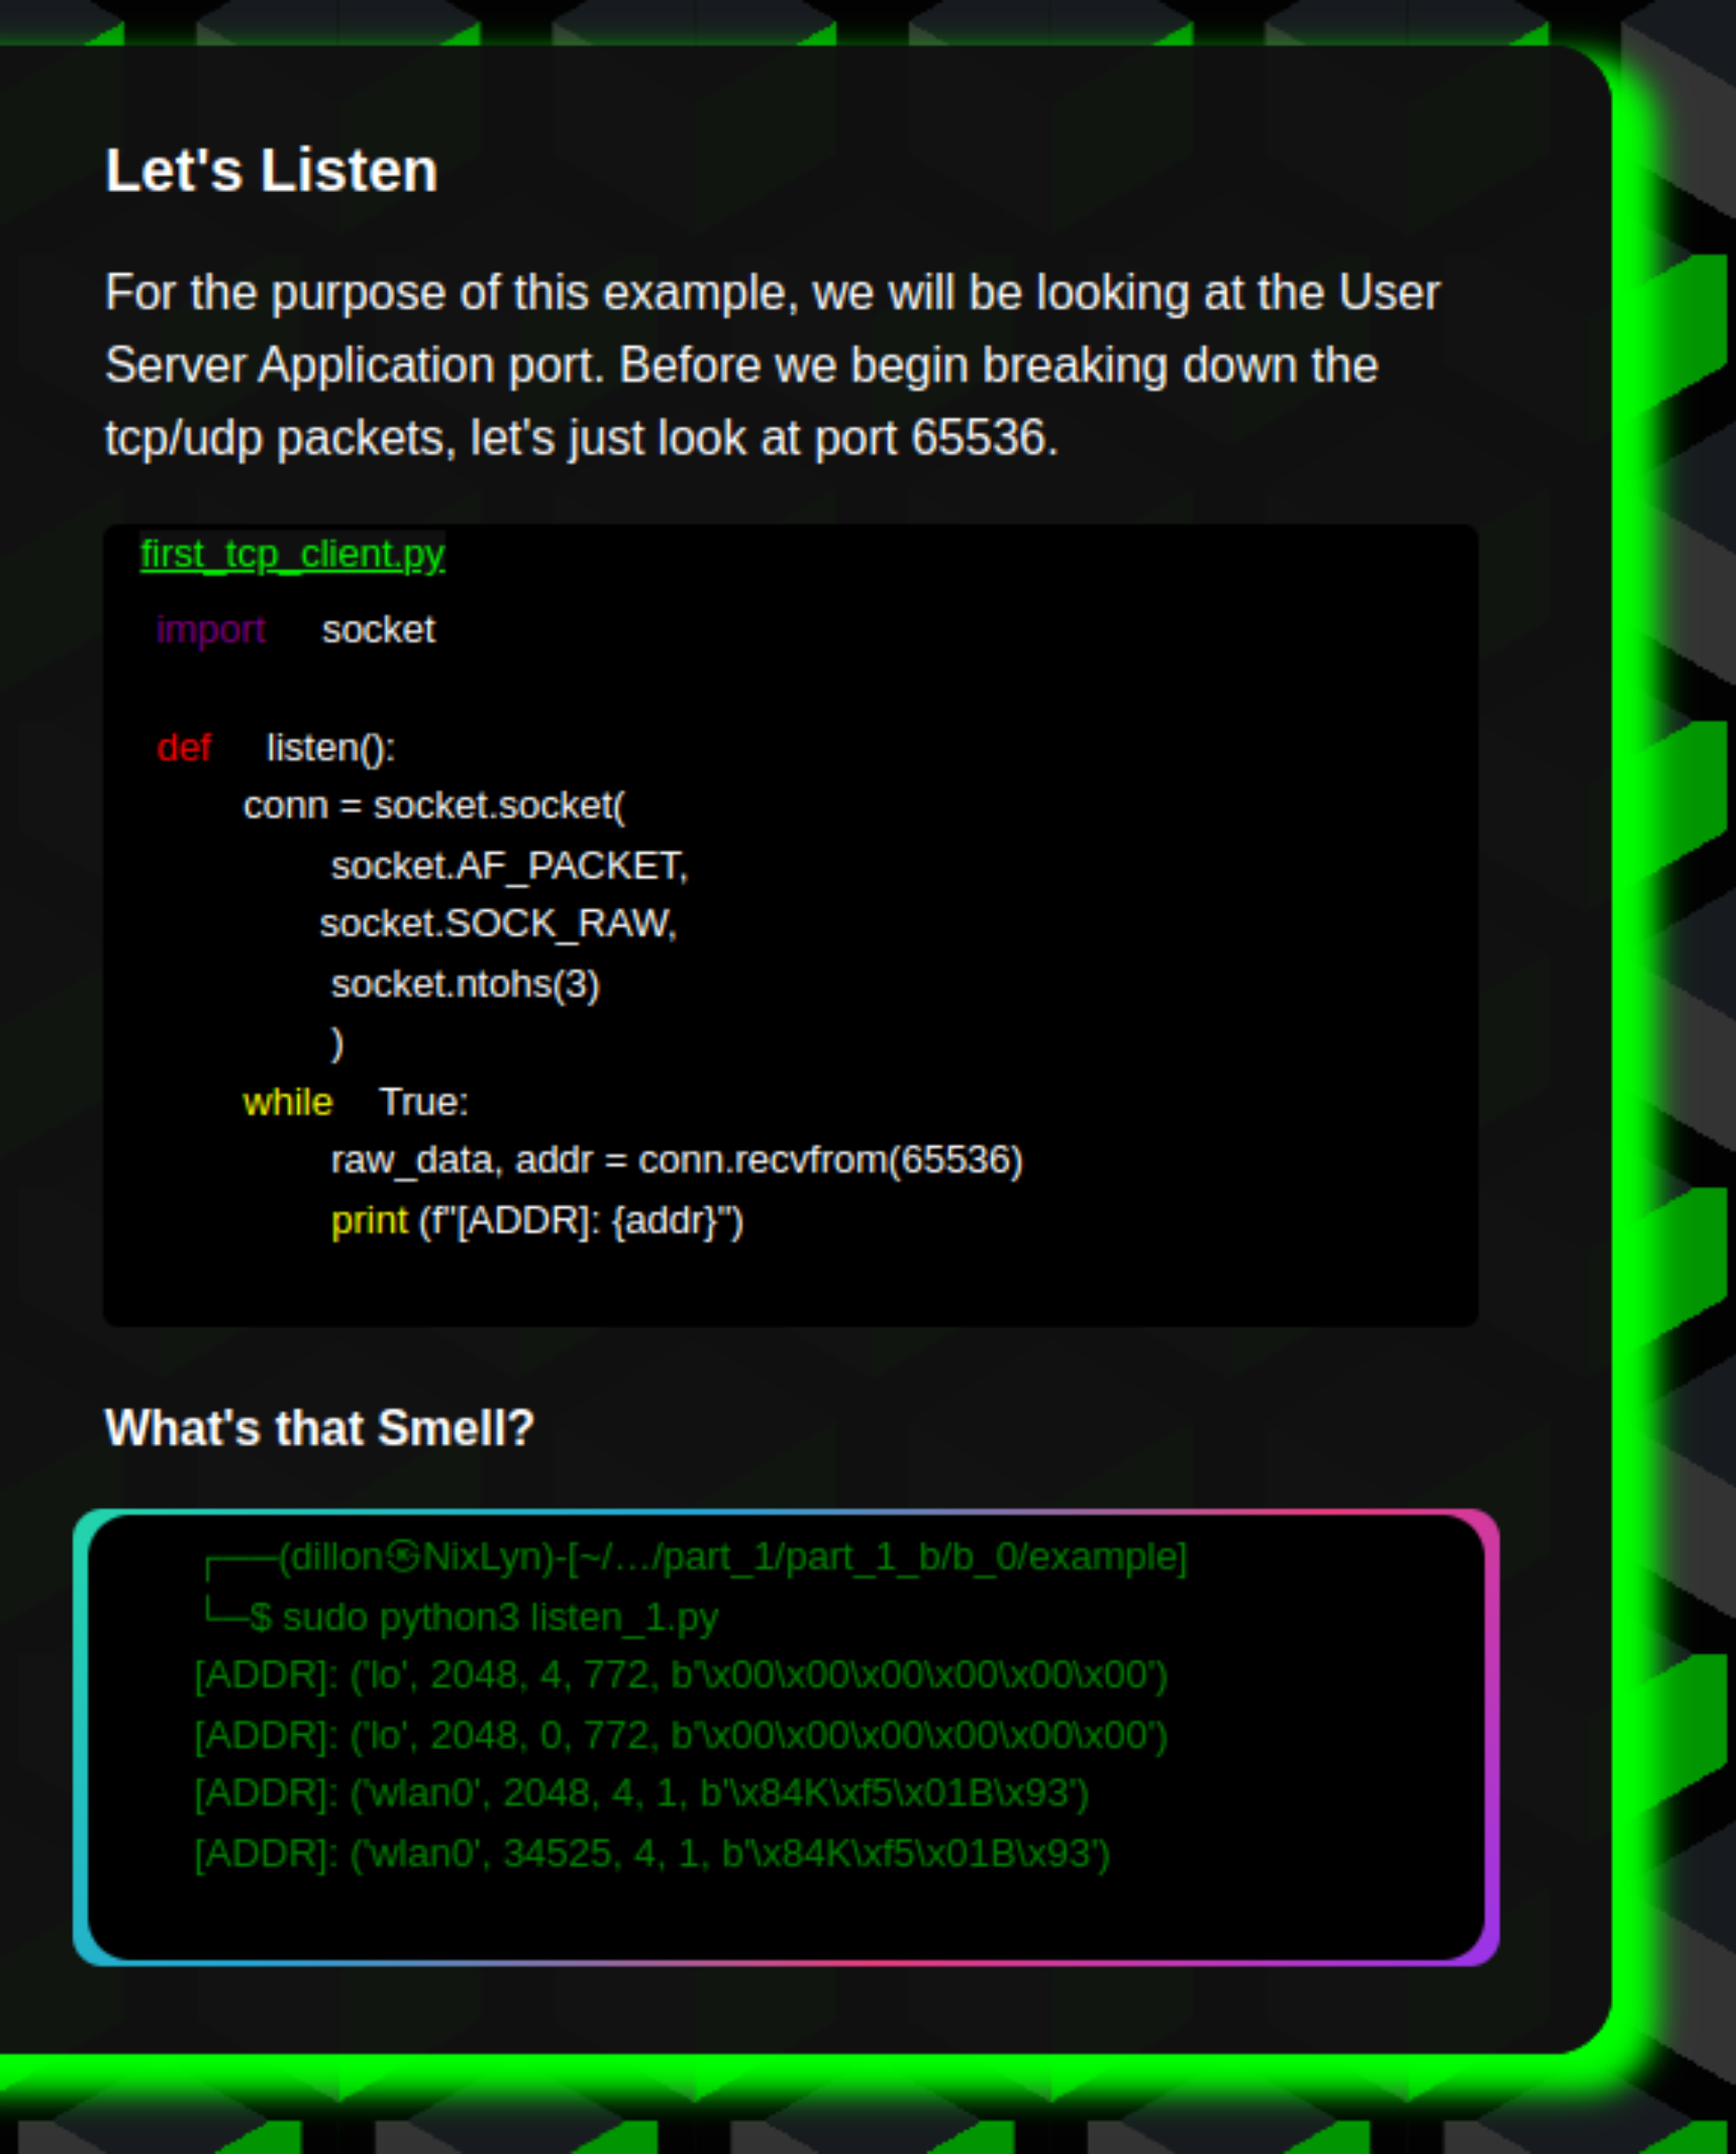 Let's Listen
For the purpose of this example, we will be looking at the User
Server Application port. Before we begin breaking down the
tcp/udp packets, let's just look at port 65536.
first_tcp_client.py
import socket
def listen():
conn = socket.socket(
socket.AF_PACKET,
socket.SOCK_RAW,
socket.ntohs(3)
)
while True:
raw_data, addr = conn.recvfrom(65536)
print (f"[ADDR]: {addr}")
What's that Smell?
┌──(dillon㉿NixLyn)-[~/…/part_1/part_1_b/b_0/example]
└─$ sudo python3 listen_1.py
[ADDR]: ('lo', 2048, 4, 772, b'\x00\x00\x00\x00\x00\x00')
[ADDR]: ('lo', 2048, 0, 772, b'\x00\x00\x00\x00\x00\x00')
[ADDR]: ('wlan0', 2048, 4, 1, b'\x84K\xf5\x01B\x93')
[ADDR]: ('wlan0', 34525, 4, 1, b'\x84K\xf5\x01B\x93')